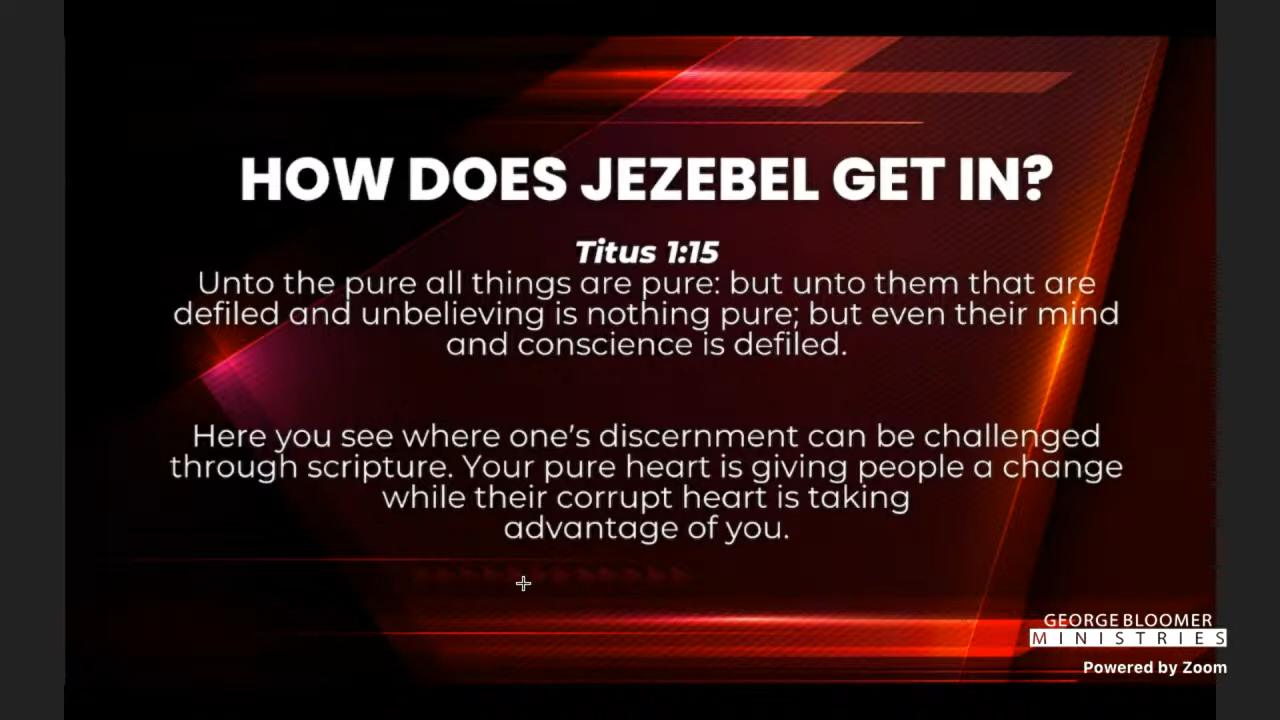 HOW DOES JEZEBEL GET IN?
Titus 1:15
Unto the pure all things are pure: but unto them that are
defiled and unbelieving is nothing pure; but even their mind
and conscience is defiled.
Here you see where one's discernment can be challenged
through scripture. Your pure heart is giving people a change
while their corrupt heart is taking
advantage of you.
GEORGE BLOOMER
MINISTRIES
Powered by Zoom